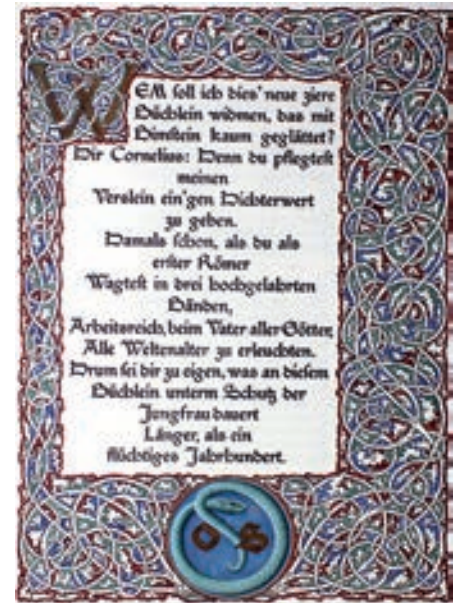 WEM soll ich dies' neue ziere
Büchlein widmen, das mit
Bimstein kaum geglättet?
Dir Cornelius: Denn du pflegtest
meinen
Verslein ein'gen Dichterwert
zu geben.
Damals schon, als du als
erster Römer
Wagtest in drei hochgelahrten
Bänden,
Arbeitsreich, beim Vater aller Götter,
Alle Weltenalter zu erleuchten.
Drum sei dir zu eigen, was an diesem
Büchlein unterm Schutz der
Jungfrau dauert
Länger, als ein
flüchtiges Jahrhundert.
O S